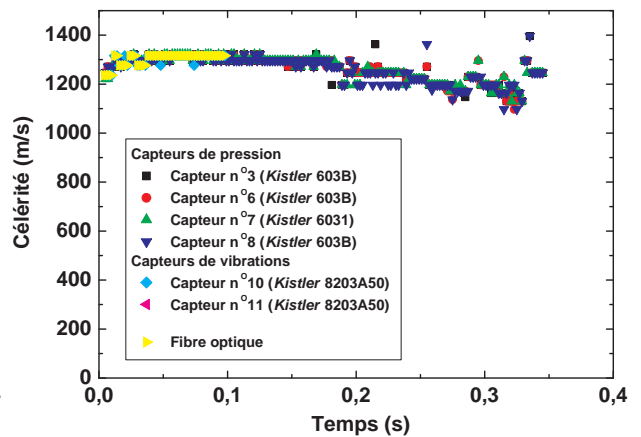 1400
1200
1000
800
600
400
200
0
Célérité (m/s)
Capteurs de pression
Capteur n°3 (Kistler 603B)
Capteur n°6 (Kistler 603B)
Capteur n°7 (Kistler 6031)
Capteur n°8 (Kistler 603B)
Capteurs de vibrations
Capteur n°10 (Kistler 8203A50)
Capteur n°11 (Kistler 8203A50)
Fibre optique
0,0 0,1 0,2 0,3 0,4
Temps (s)